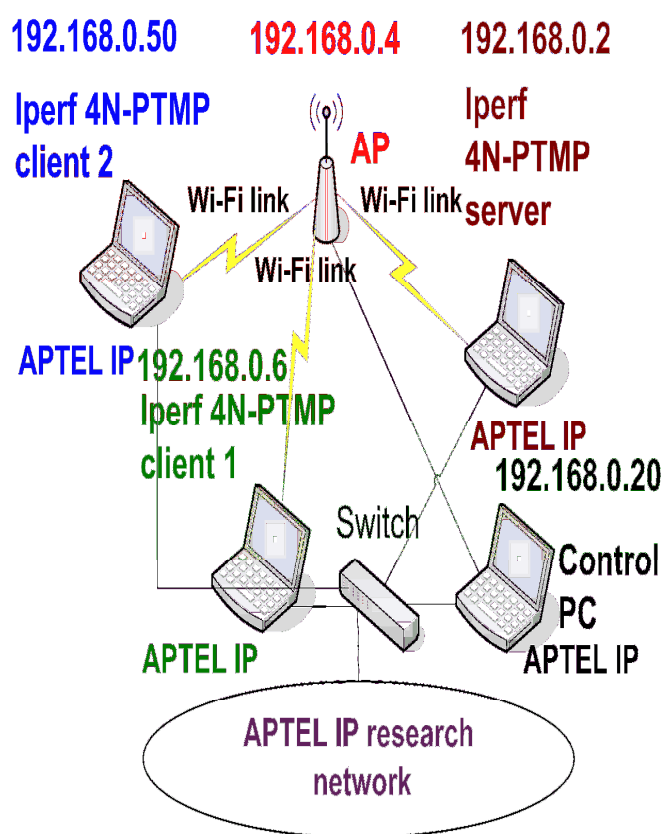 192.168.0.50
192.168.0.4
192.168.0.2
Iperf 4N-PTMP
client 2
AP
Iperf
4N-PTMP
server
Wi-Fi link
Wi-Fi link
Wi-Fi link
APTEL IP
192.168.0.6
Iperf 4N-PTMP
client 1
APTEL IP
192.168.0.20
Switch
Control
PC
APTEL IP
APTEL IP
APTEL IP research
network